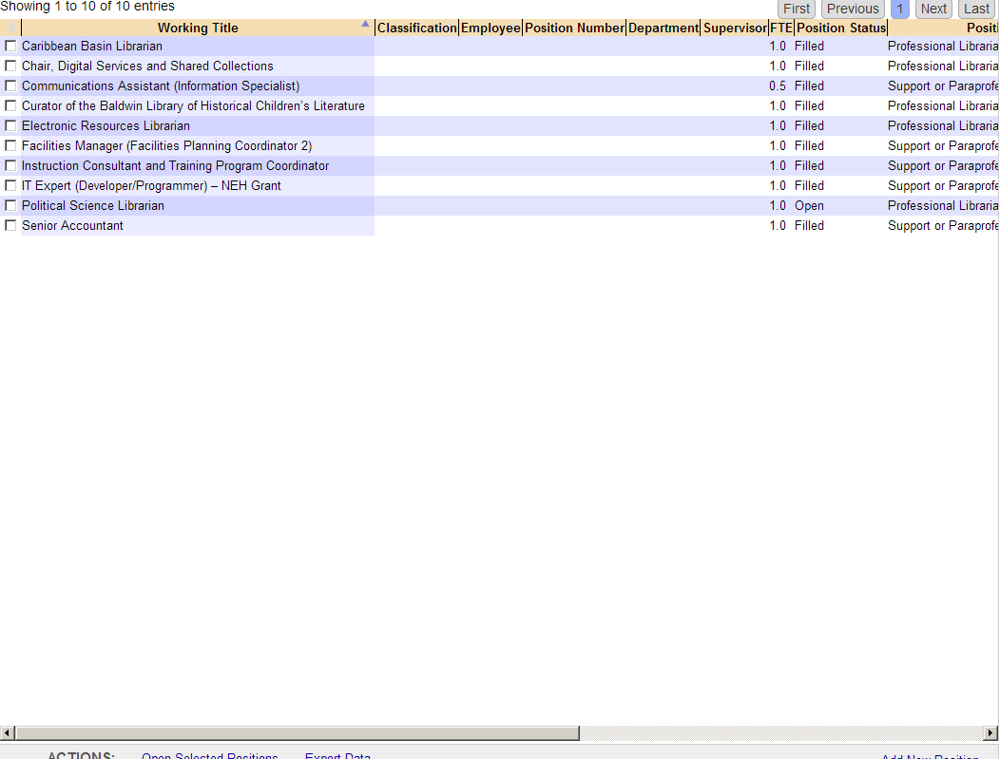 Showing 1 to 10 of 10 entries First Previous 1 Next Last
Working Title Classification Employee Position Number Department Supervisor FTE Position Status Positi
Caribbean Basin Librarian 1.0 Filled Professional Libraria
Chair, Digital Services and Shared Collections 1.0 Filled Professional Libraria
Communications Assistant (Information Specialist) 0.5 Filled Support or Paraprofe
Curator of the Baldwin Library of Historical Children’s Literature 1.0 Filled Professional Libraria
Electronic Resources Librarian 1.0 Filled Professional Libraria
Facilities Manager (Facilities Planning Coordinator 2) 1.0 Filled Support or Paraprofe
Instruction Consultant and Training Program Coordinator 1.0 Filled Support or Paraprofe
IT Expert (Developer/Programmer) – NEH Grant 1.0 Filled Support or Paraprofe
Political Science Librarian 1.0 Open Professional Libraria
Senior Accountant 1.0 Filled Support or Paraprofe
ACTIONS: Open Selected Positions Export Data Add New Position